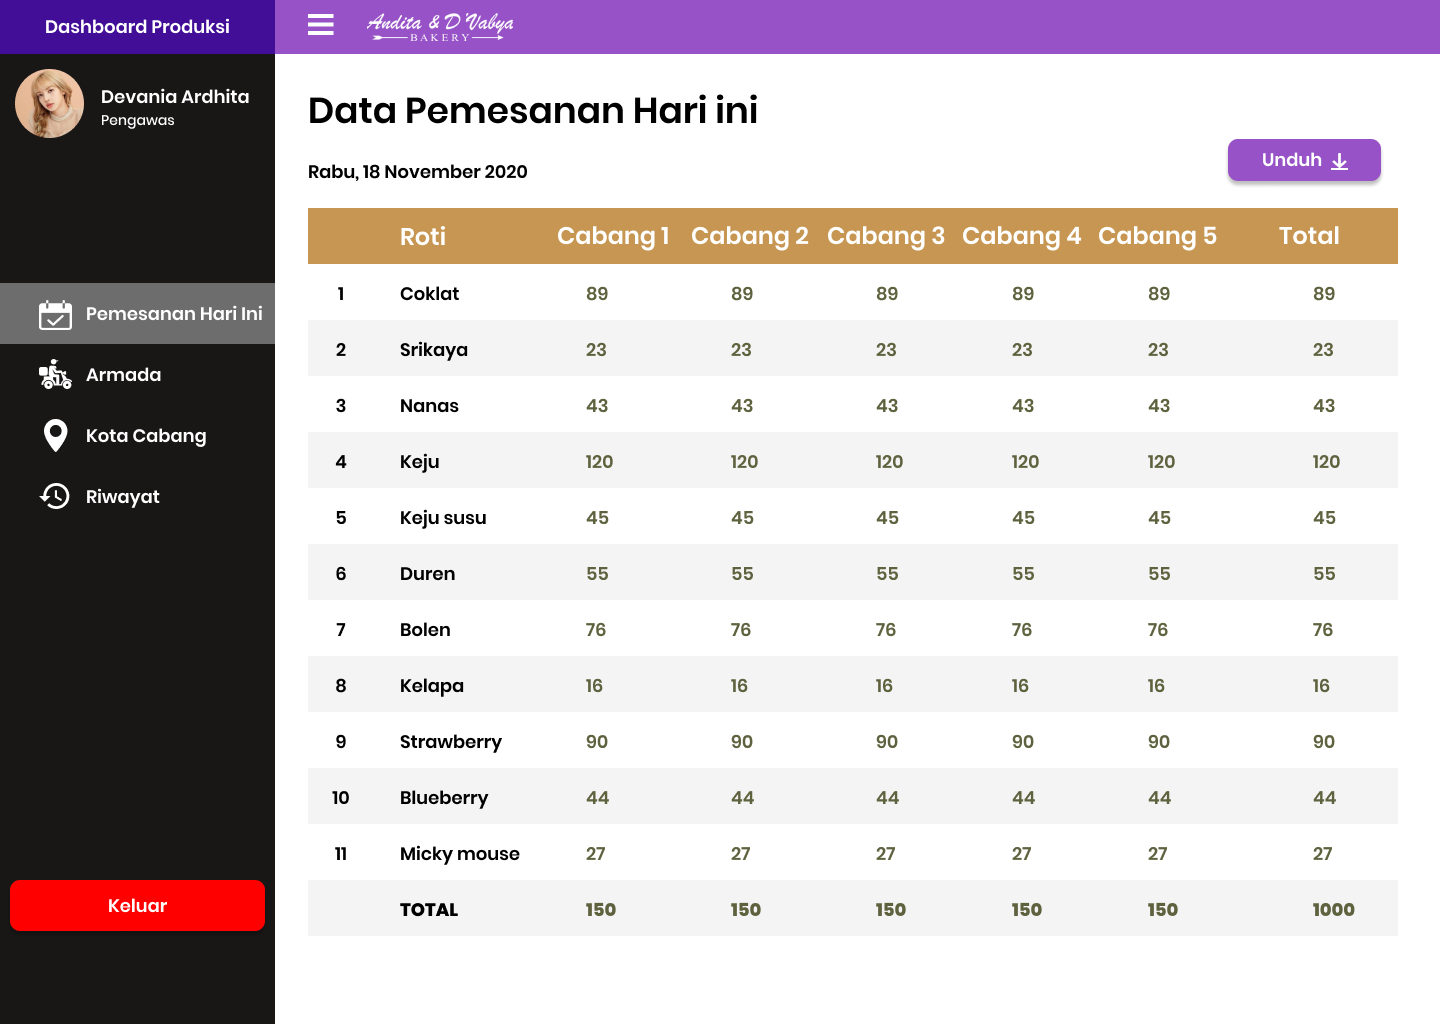 Dashboard Produksi
Andita & D'Vabya
BAKERY
Devania Ardhita
Pengawas
Pemesanan Hari Ini
Armada
Kota Cabang
Riwayat
Keluar
Data Pemesanan Hari ini
Rabu, 18 November 2020
Unduh
Roti Cabang 1 Cabang 2 Cabang 3 Cabang 4 Cabang 5 Total
1 Coklat 89 89 89 89 89 89
2 Srikaya 23 23 23 23 23 23
3 Nanas 43 43 43 43 43 43
4 Keju 120 120 120 120 120 120
5 Keju susu 45 45 45 45 45 45
6 Duren 55 55 55 55 55 55
7 Bolen 76 76 76 76 76 76
8 Kelapa 16 16 16 16 16 16
9 Strawberry 90 90 90 90 90 90
10 Blueberry 44 44 44 44 44 44
11 Micky mouse 27 27 27 27 27 27
TOTAL 150 150 150 150 150 1000